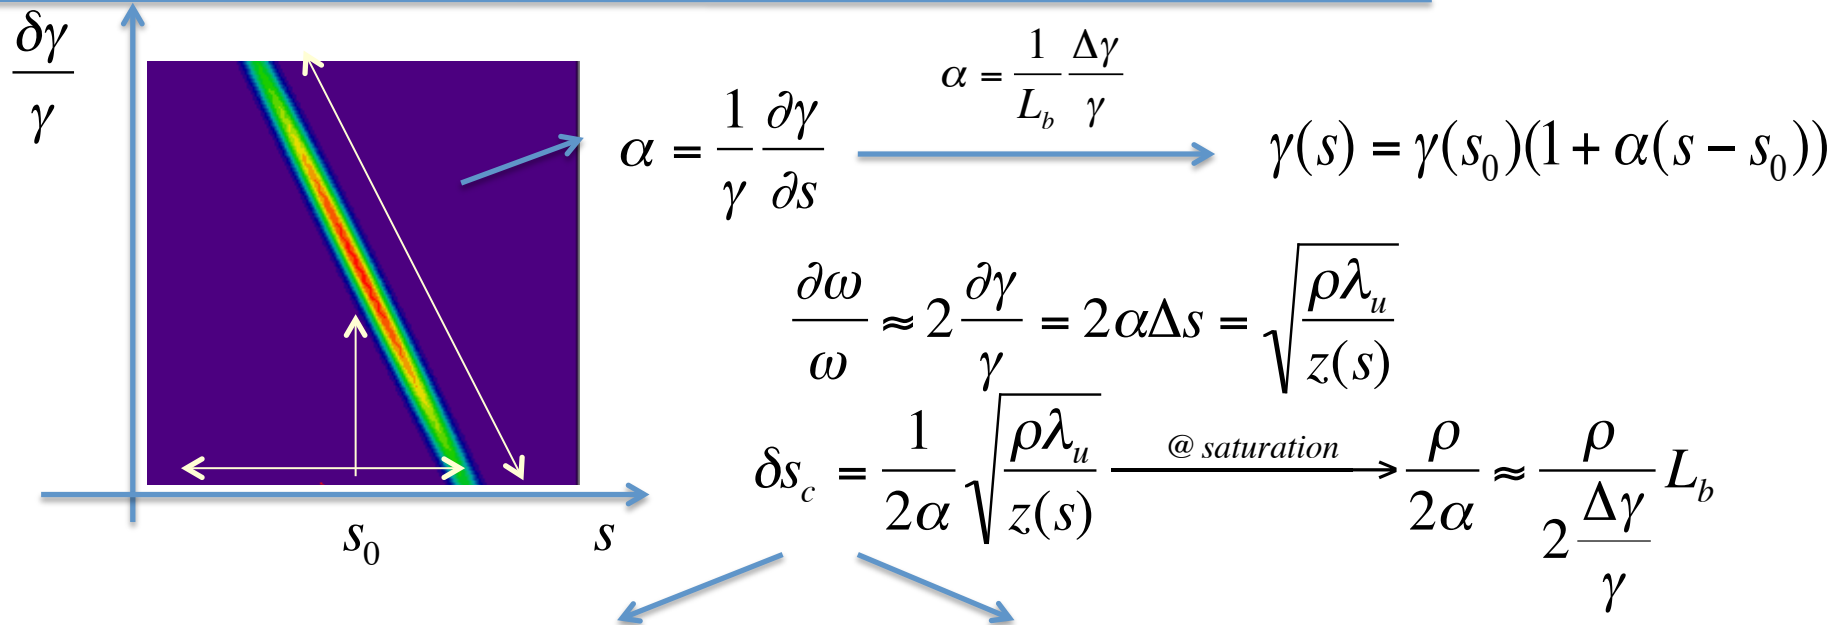 δγ/γ
α = (1/L_b) (Δγ/γ)
α = (1/γ) (∂γ/∂s)
γ(s) = γ(s₀)(1 + α(s − s₀))
∂ω/ω ≈ 2 ∂γ/γ = 2αΔs = √(ρλ_u / z(s))
δs_c = (1/2α) √(ρλ_u / z(s)) @ saturation → ρ/2α ≈ ρ/(2 Δγ/γ) L_b
s₀ s